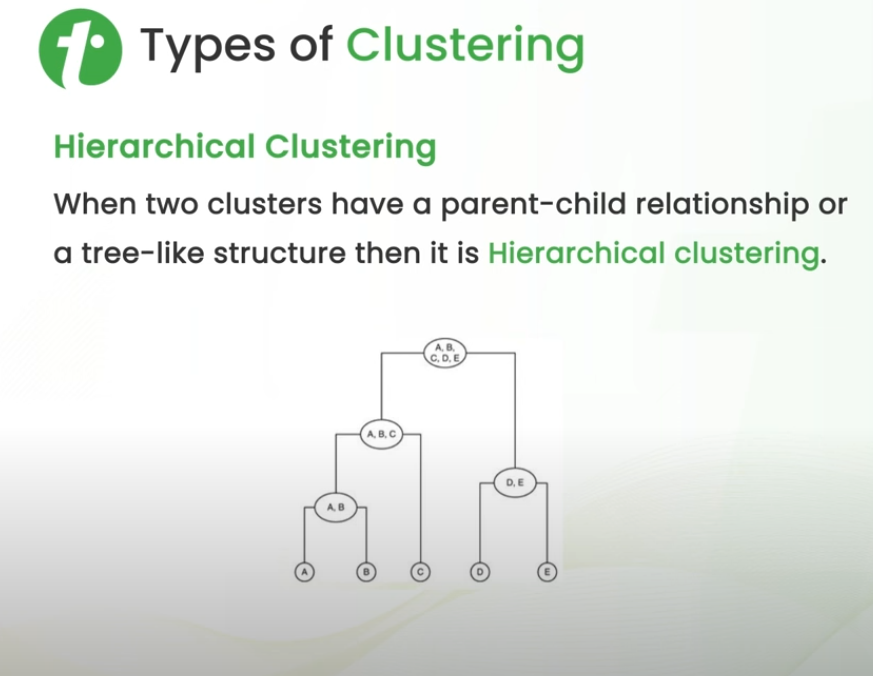 Types of Clustering
Hierarchical Clustering
When two clusters have a parent-child relationship or
a tree-like structure then it is Hierarchical clustering.
A, B,
C, D, E
A, B, C
D, E
A, B
A
B
C
D
E